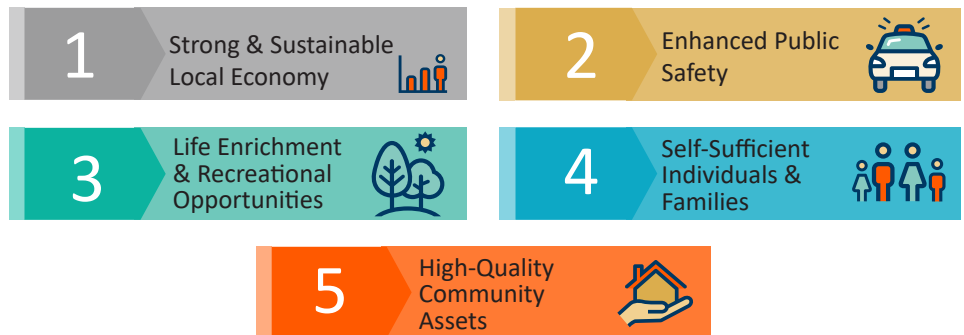 1
Strong & Sustainable
Local Economy
2
Enhanced Public
Safety
3
Life Enrichment
& Recreational
Opportunities
4
Self-Sufficient
Individuals &
Families
5
High-Quality
Community
Assets